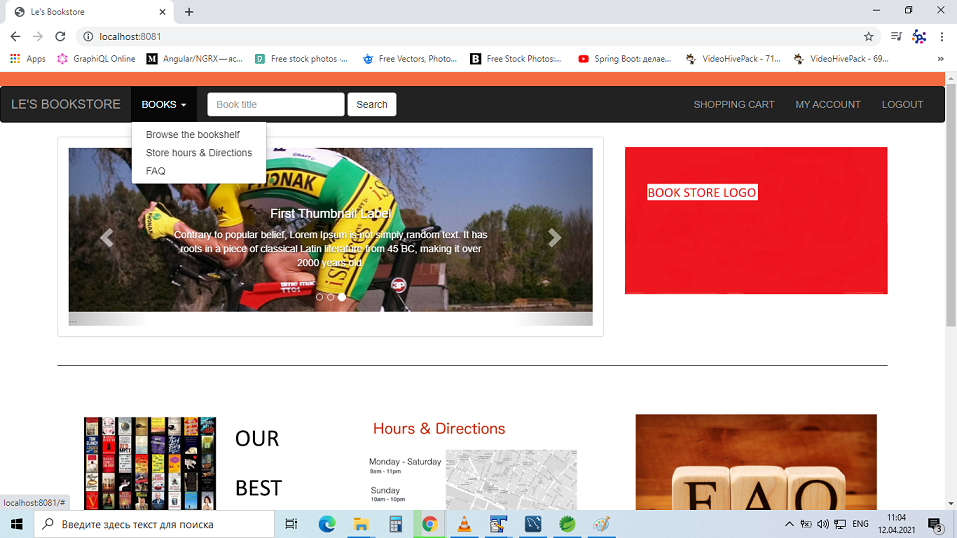 Le's Bookstore
localhost:8081
Apps
GraphiQL Online
Angular/NGRX — яс...
Free stock photos -...
Free Vectors, Photo...
Free Stock Photos:...
Spring Boot: делае...
VideoHivePack - 71...
VideoHivePack - 69...
»
LE'S BOOKSTORE
BOOKS
Book title
Search
SHOPPING CART
MY ACCOUNT
LOGOUT
Browse the bookshelf
Store hours & Directions
FAQ
PHONAK
First Thumbnail Label
Contrary to popular belief, Lorem Ipsum is not simply random text. It has
roots in a piece of classical Latin literature from 45 BC, making it over
2000 years old.
...
BOOK STORE LOGO
OUR
BEST
Hours & Directions
Monday - Saturday
9am - 11pm
Sunday
10am - 10pm
FAQ
localhost:8081/#
Введите здесь текст для поиска
ENG
11:04
12.04.2021
3